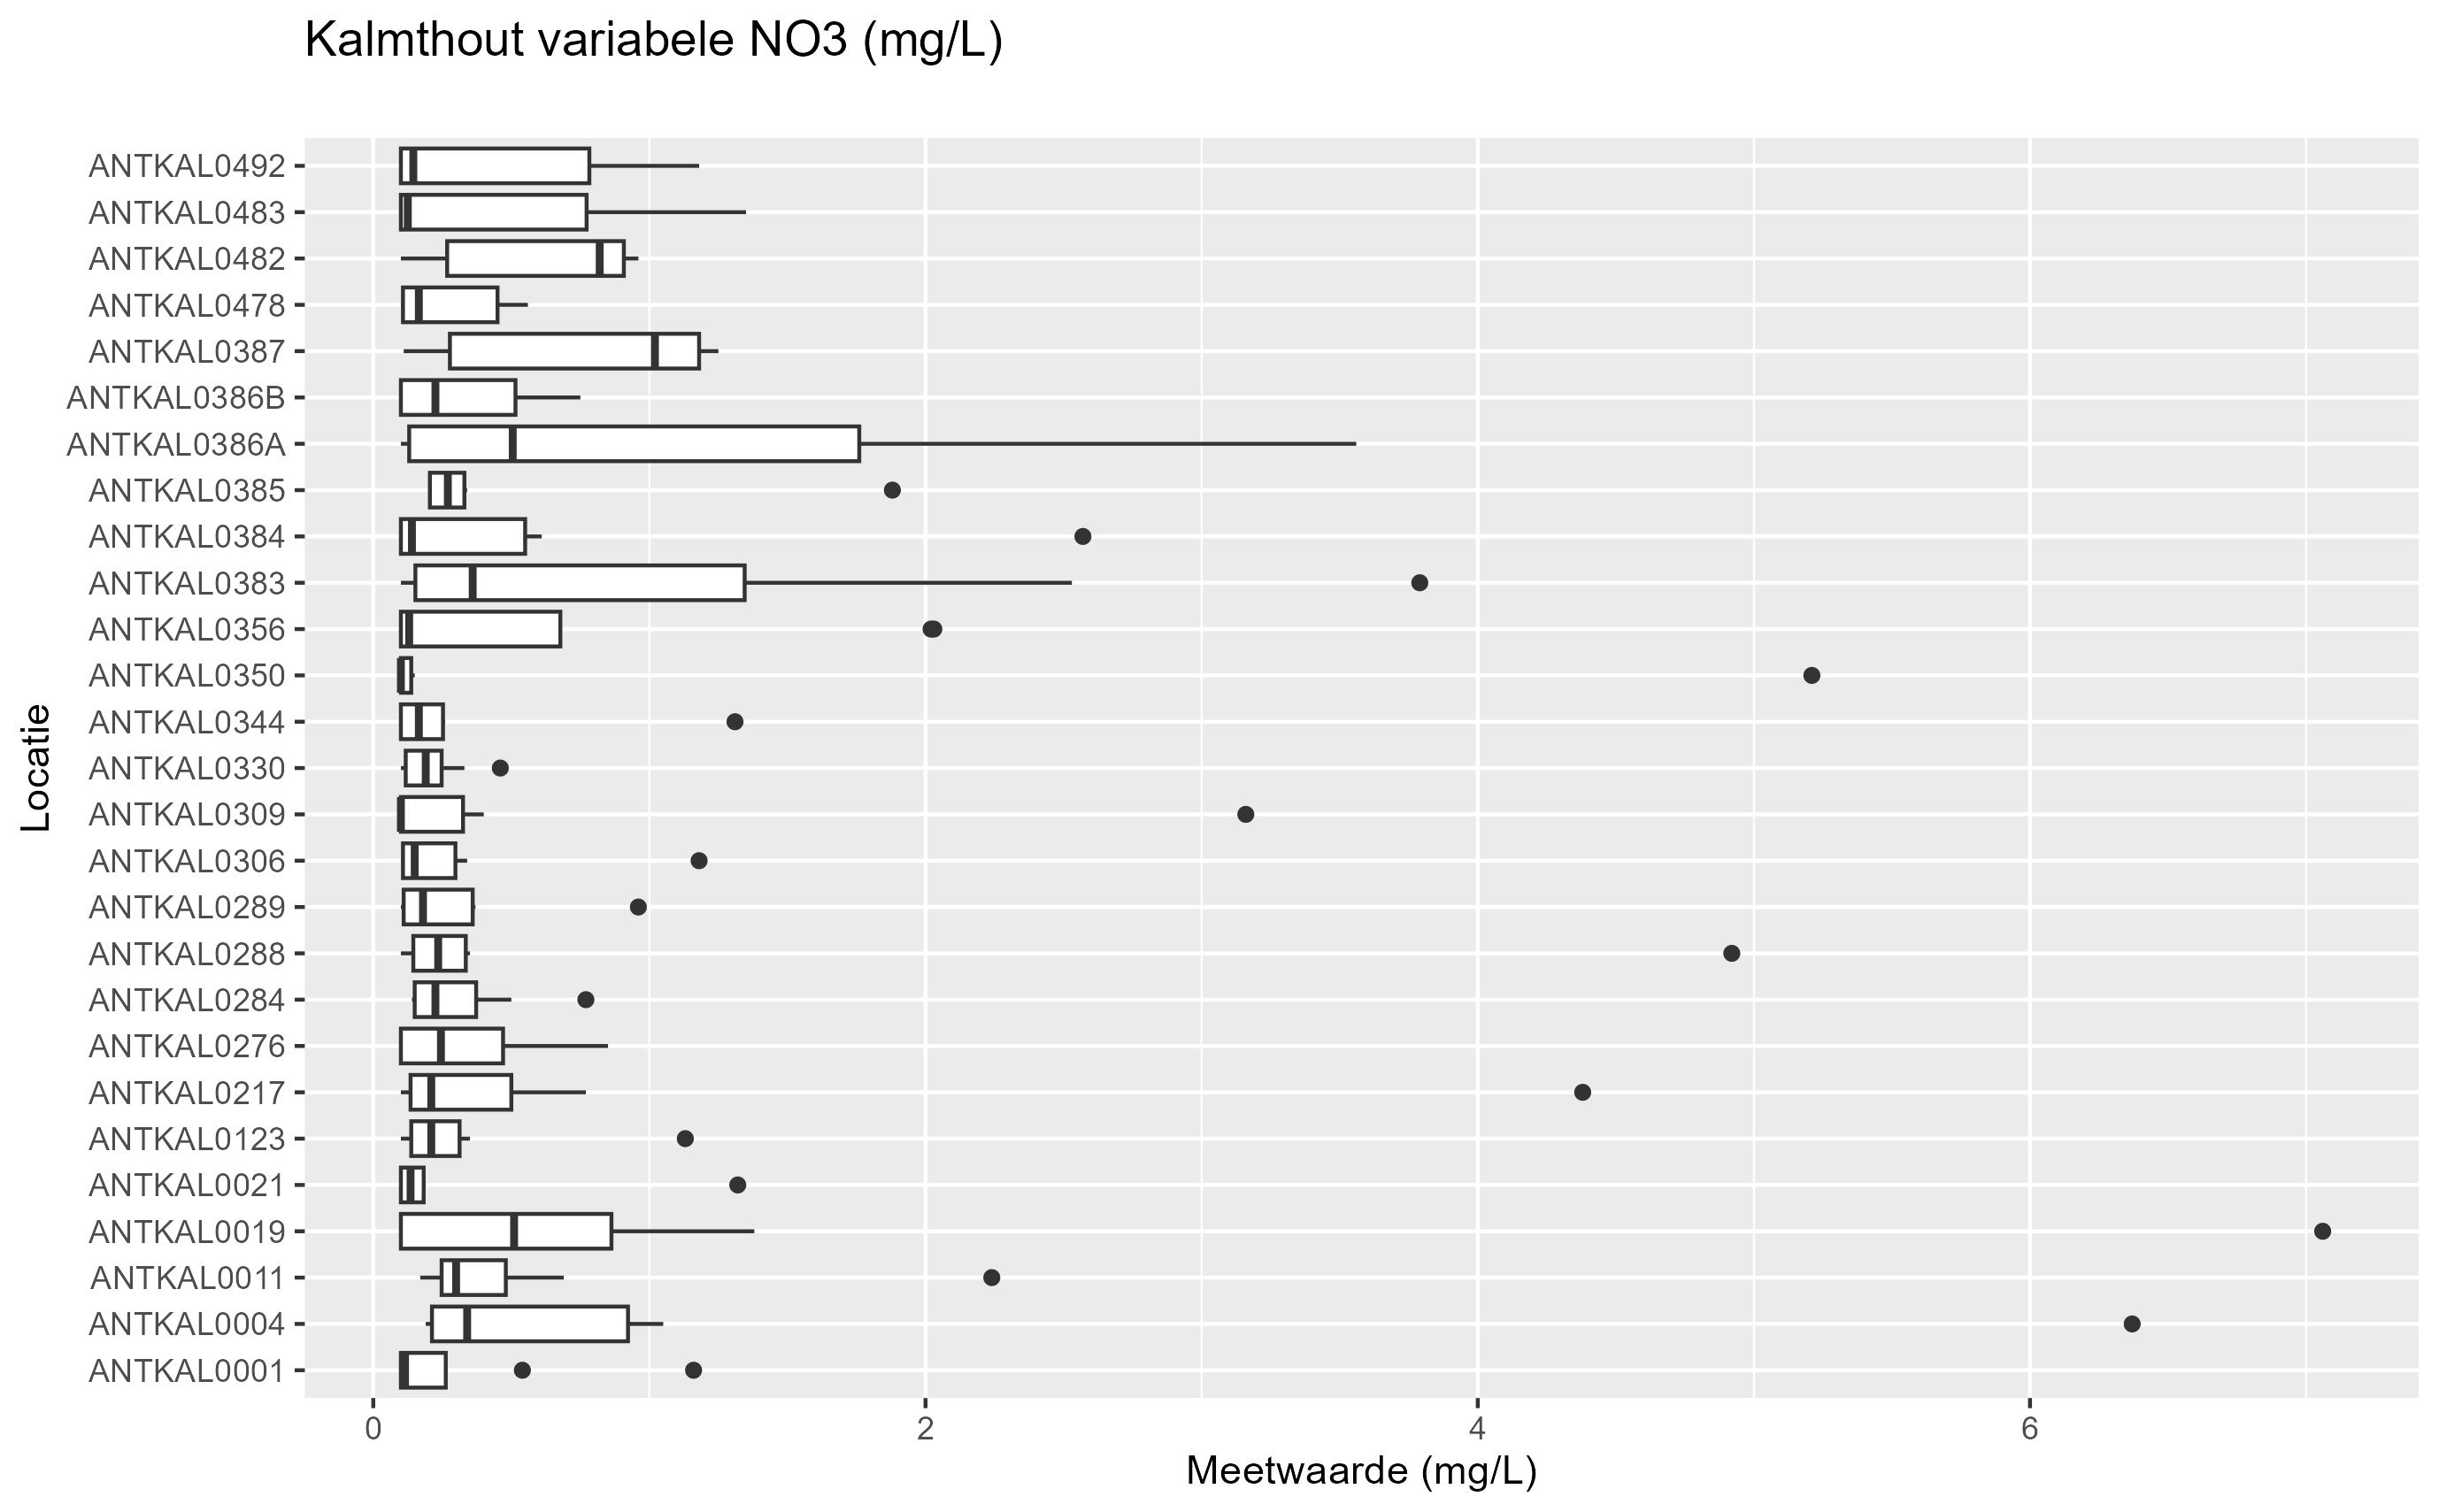 Kalmthout variabele NO3 (mg/L)
ANTKAL0492
ANTKAL0483
ANTKAL0482
ANTKAL0478
ANTKAL0387
ANTKAL0386B
ANTKAL0386A
ANTKAL0385
ANTKAL0384
ANTKAL0383
ANTKAL0356
ANTKAL0350
ANTKAL0344
ANTKAL0330
ANTKAL0309
ANTKAL0306
ANTKAL0289
ANTKAL0288
ANTKAL0284
ANTKAL0276
ANTKAL0217
ANTKAL0123
ANTKAL0021
ANTKAL0019
ANTKAL0011
ANTKAL0004
ANTKAL0001
Locatie
0 2 4 6
Meetwaarde (mg/L)